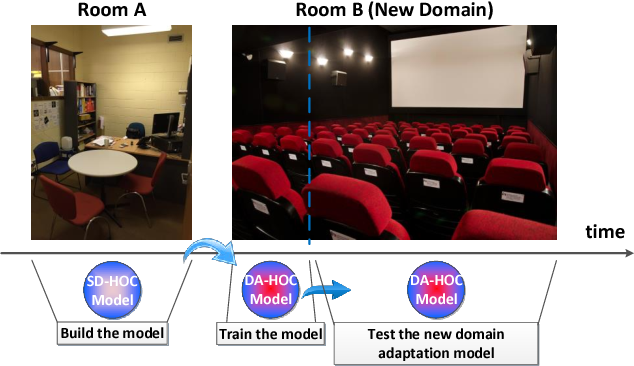 Room A
Room B (New Domain)
time
SD-HOC
Model
DA-HOC
Model
DA-HOC
Model
Build the model
Train the model
Test the new domain
adaptation model